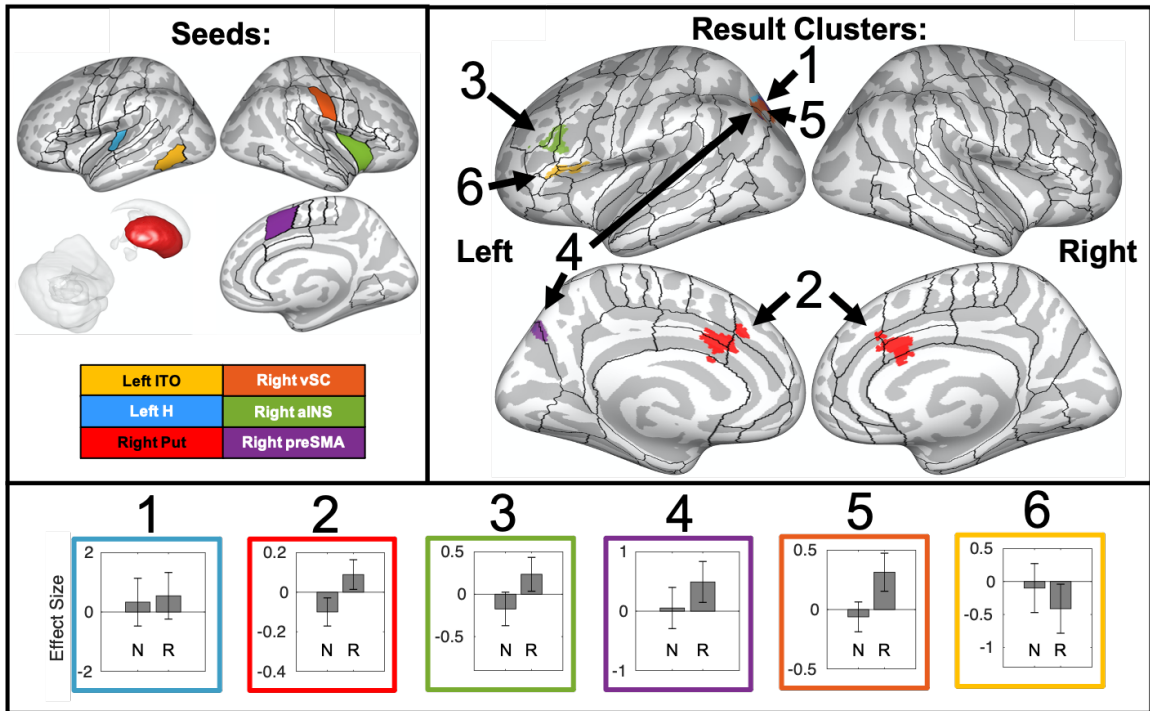 Seeds:
Left ITO
Right vSC
Left H
Right aINS
Right Put
Right preSMA
Result Clusters:
1
3
5
6
Left
4
Right
2
Effect Size
1
2
0
-2
N R
2
0.2
0
-0.2
-0.4
N R
3
0.5
0
-0.5
N R
4
1
0
-1
N R
5
0.5
0
-0.5
N R
6
0.5
0
-0.5
-1
N R